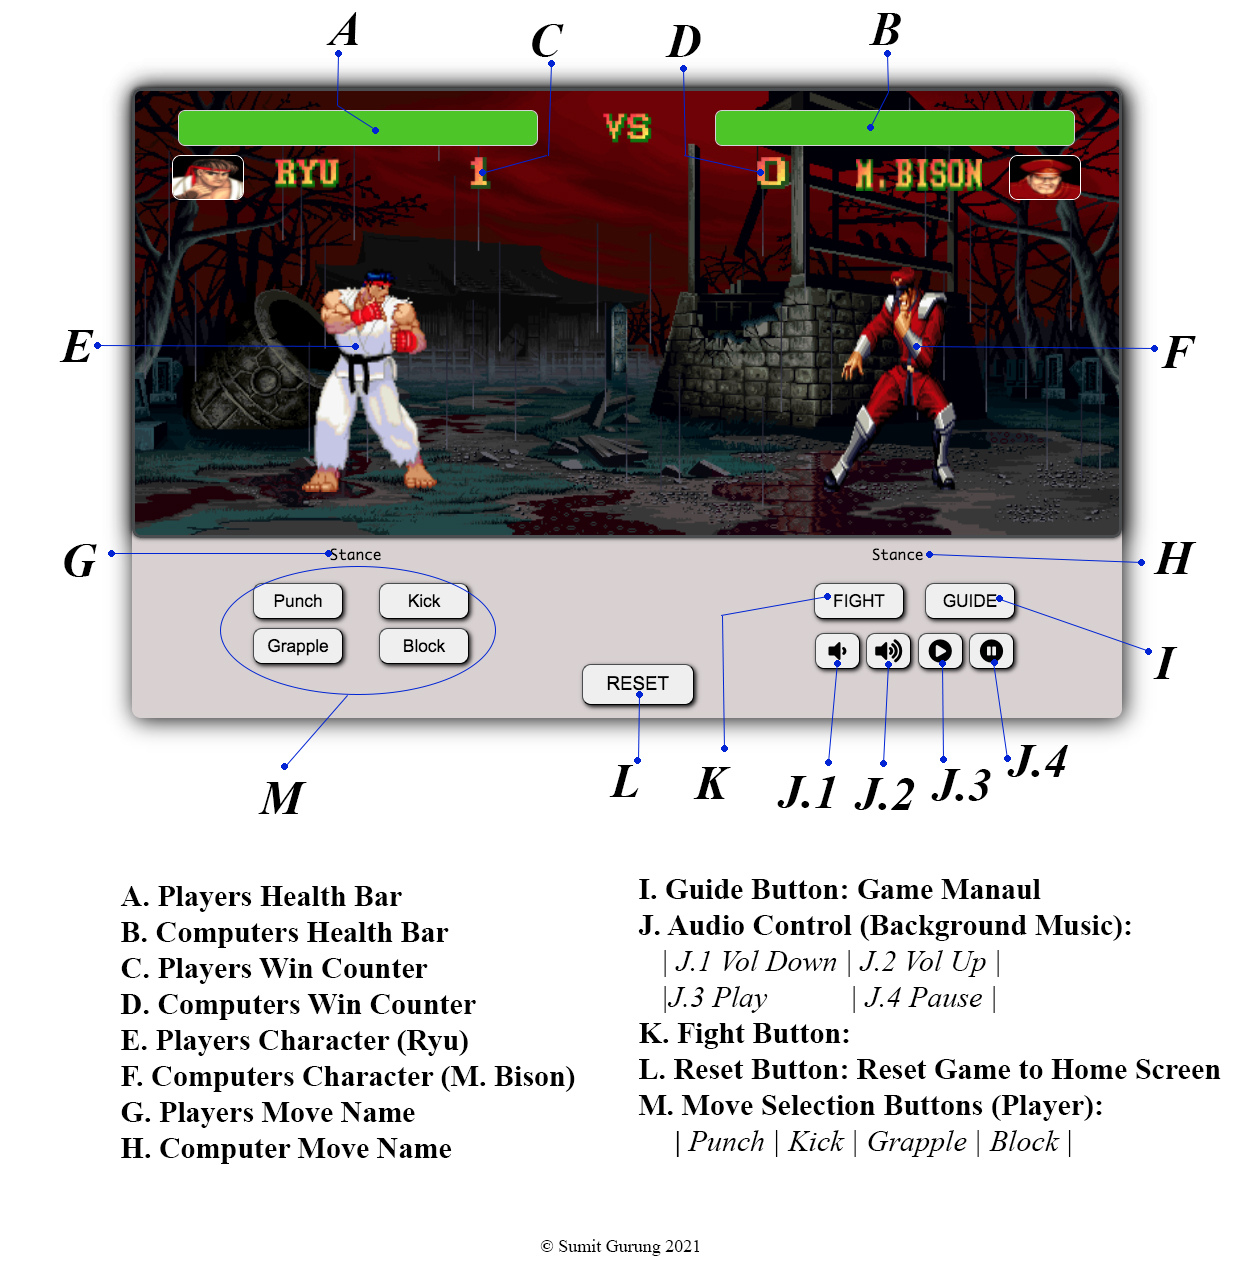 A
C
D
B
VS
RYU
1
0
M. BISON
E
F
G
Stance
Stance
H
Punch
Kick
FIGHT
GUIDE
Grapple
Block
I
RESET
M
L
K
J.1
J.2
J.3
J.4
A. Players Health Bar
B. Computers Health Bar
C. Players Win Counter
D. Computers Win Counter
E. Players Character (Ryu)
F. Computers Character (M. Bison)
G. Players Move Name
H. Computer Move Name
I. Guide Button: Game Manaul
J. Audio Control (Background Music):
| J.1 Vol Down | J.2 Vol Up |
|J.3 Play | J.4 Pause |
K. Fight Button:
L. Reset Button: Reset Game to Home Screen
M. Move Selection Buttons (Player):
| Punch | Kick | Grapple | Block |
© Sumit Gurung 2021